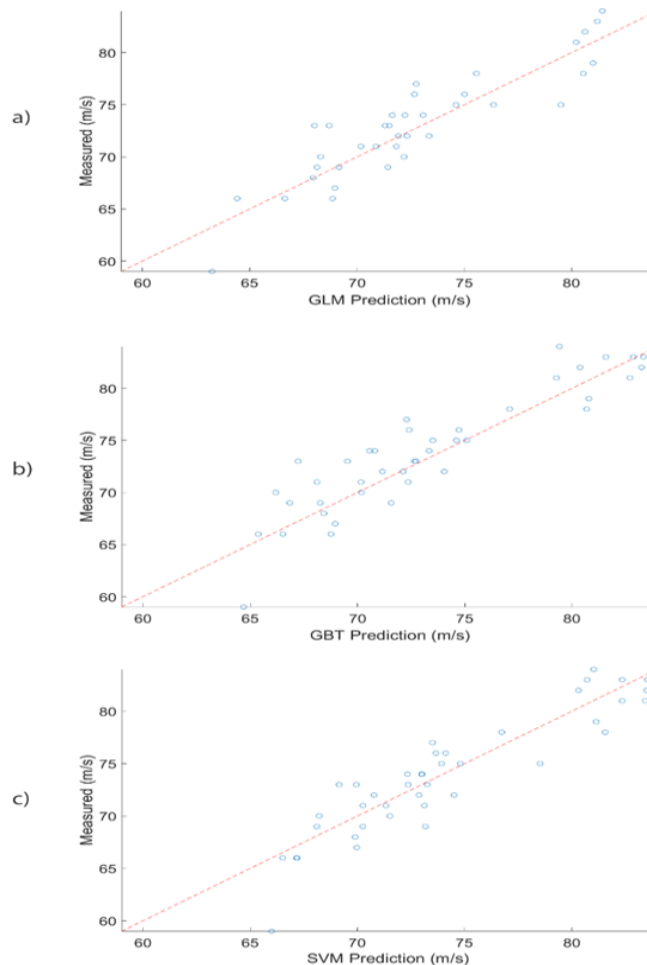 a)
Measured (m/s)
80
75
70
65
60
60 65 70 75 80
GLM Prediction (m/s)
b)
Measured (m/s)
80
75
70
65
60
60 65 70 75 80
GBT Prediction (m/s)
c)
Measured (m/s)
80
75
70
65
60
60 65 70 75 80
SVM Prediction (m/s)